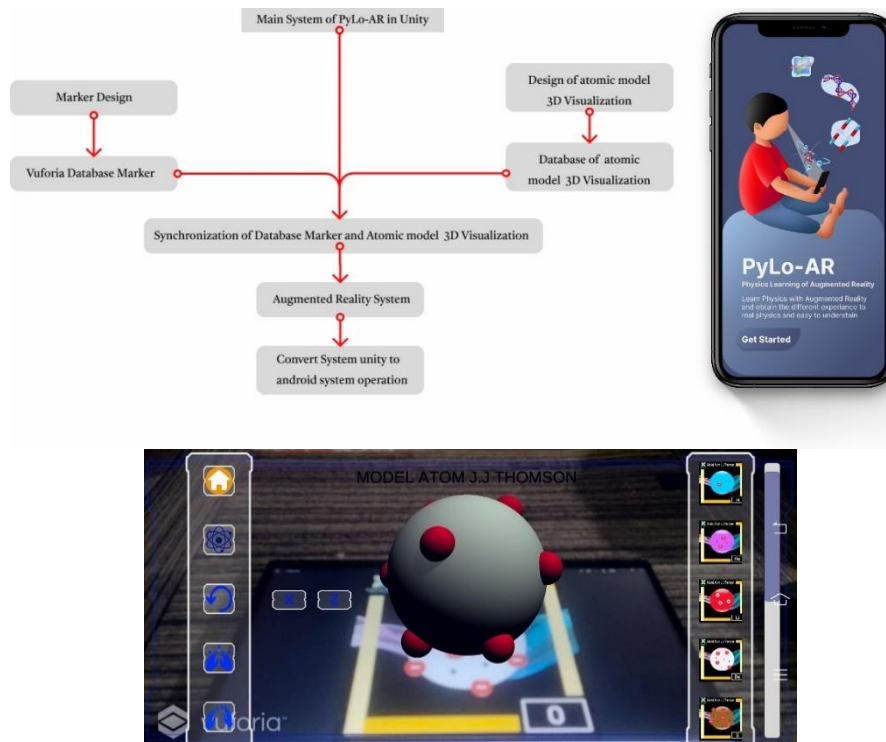 Main System of PyLo-AR in Unity
Marker Design
Design of atomic model
3D Visualization
Vuforia Database Marker
Database of atomic
model 3D Visualization
Synchronization of Database Marker and Atomic model 3D Visualization
Augmented Reality System
Convert System unity to
android system operation
PyLo-AR
Physics Learning of Augmented Reality
Learn Physics with Augmented Reality
and obtain the different experiance to
real physics and easy to understain
Get Started
MODEL ATOM J.J THOMSON
X
Z
0
vuforia™